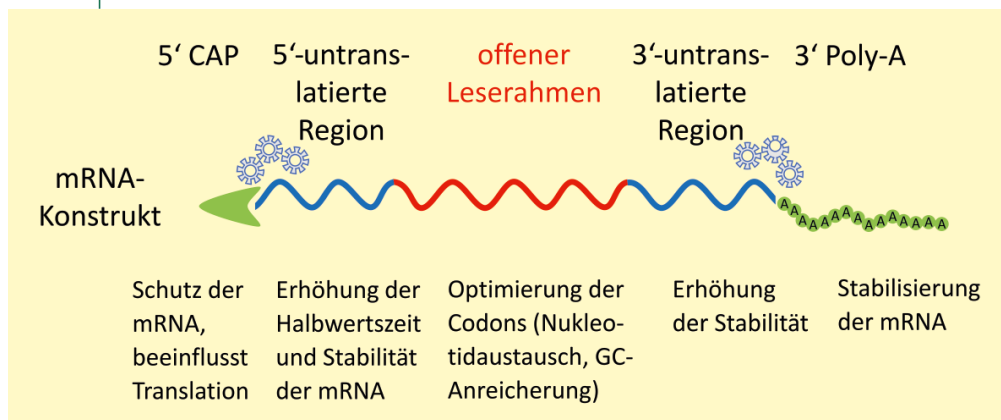 5‘ CAP
5‘-untrans-
latierte
Region
offener
Leserahmen
3‘-untrans-
latierte
Region
3‘ Poly-A
mRNA-
Konstrukt
A A A A A A A A A A A A A A A A
Schutz der
mRNA,
beeinflusst
Translation
Erhöhung der
Halbwertszeit
und Stabilität
der mRNA
Optimierung der
Codons (Nukleo-
tidaustausch, GC-
Anreicherung)
Erhöhung
der Stabilität
Stabilisierung
der mRNA